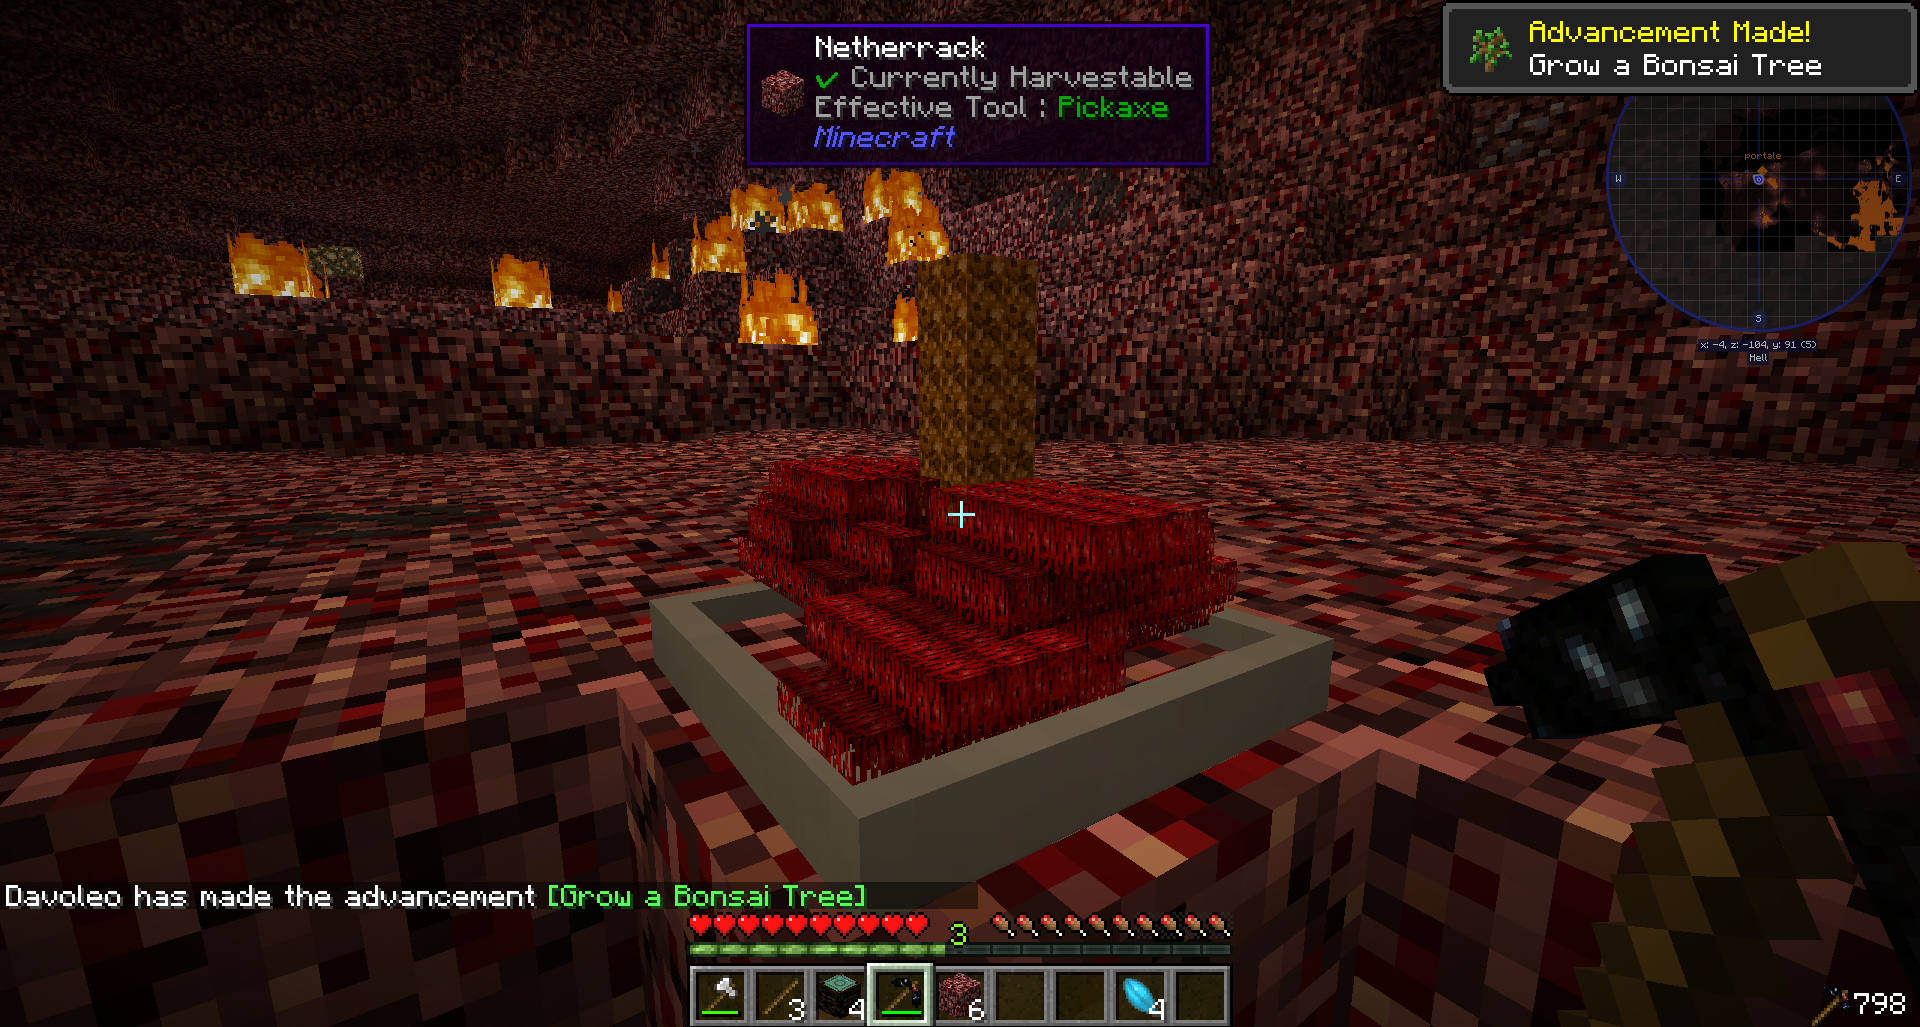 Netherrack
✓ Currently Harvestable
Effective Tool : Pickaxe
Minecraft
Advancement Made!
Grow a Bonsai Tree
portale
W
E
S
x: -4, z: -104, y: 91 (5)
Hell
Davoleo has made the advancement [Grow a Bonsai Tree]
3
3
4
6
4
798